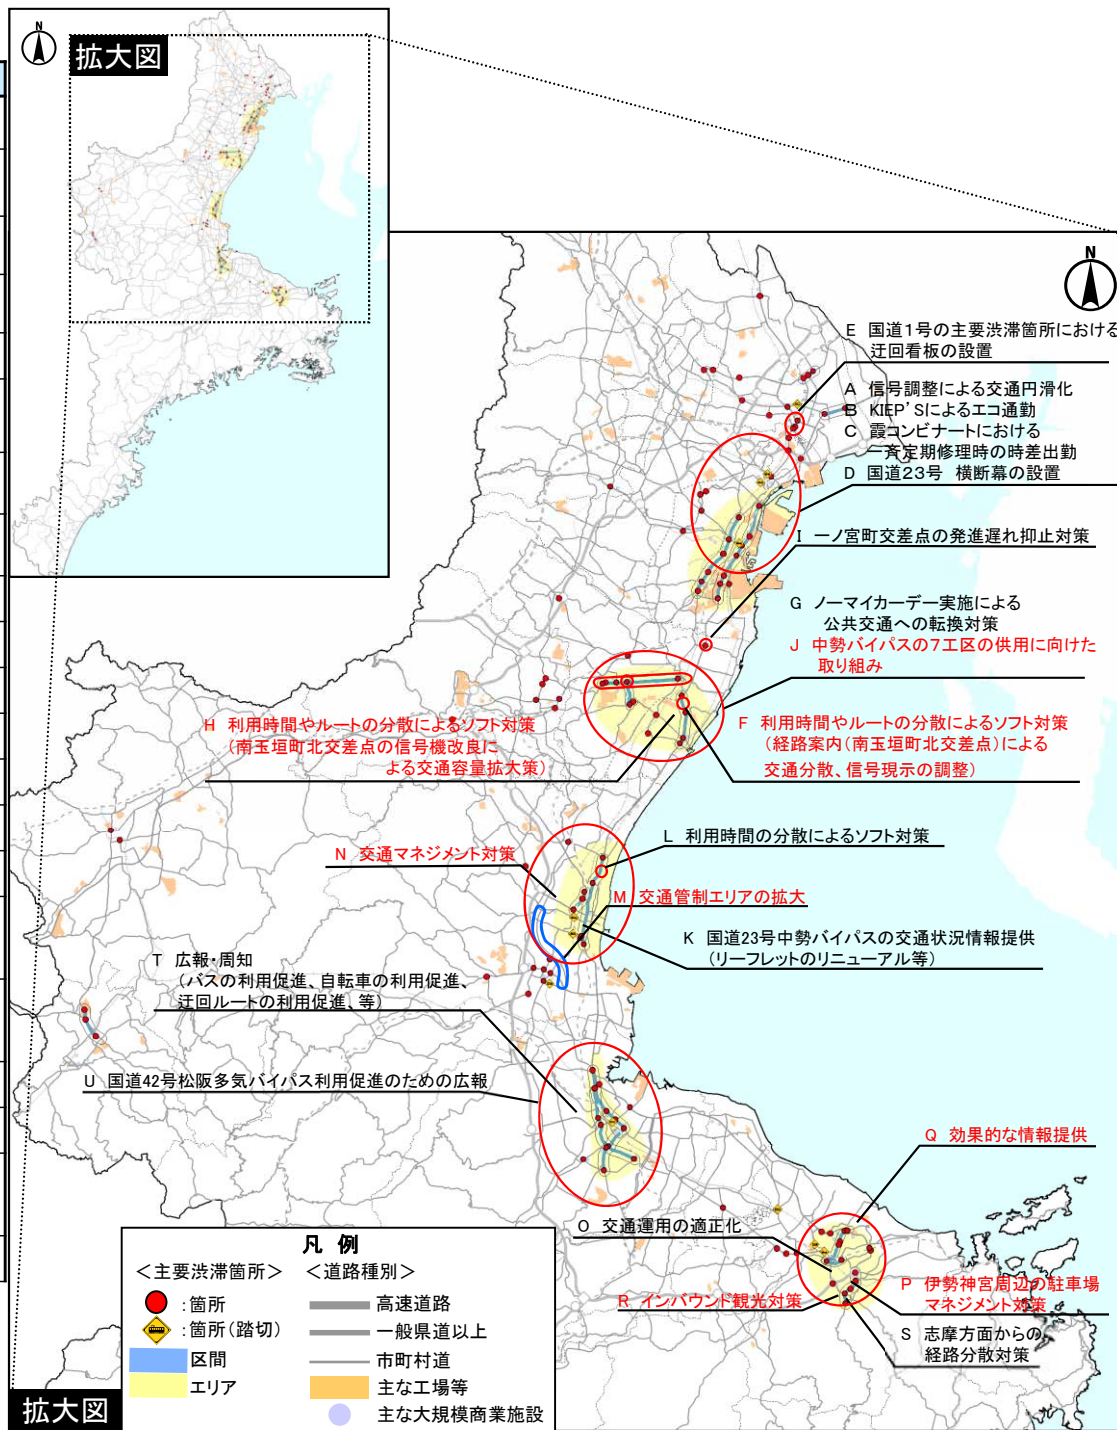 N
拡大図
N
E 国道1号の主要渋滞箇所における
迂回看板の設置
A 信号調整による交通円滑化
B KIEP'Sによるエコ通勤
C 霞コンビナートにおける
一斉定期修理時の時差出勤
D 国道23号 横断幕の設置
I 一ノ宮町交差点の発進遅れ抑止対策
G ノーマイカーデー実施による
公共交通への転換対策
J 中勢バイパスの7工区の供用に向けた
取り組み
H 利用時間やルートの分散によるソフト対策
(南玉垣町北交差点の信号機改良に
よる交通容量拡大策)
F 利用時間やルートの分散によるソフト対策
(経路案内(南玉垣町北交差点)による
交通分散、信号現示の調整)
L 利用時間の分散によるソフト対策
N 交通マネジメント対策
M 交通管制エリアの拡大
K 国道23号中勢バイパスの交通状況情報提供
(リーフレットのリニューアル等)
T 広報・周知
(バスの利用促進、自転車の利用促進、
迂回ルートの利用促進、等)
U 国道42号松阪多気バイパス利用促進のための広報
Q 効果的な情報提供
O 交通運用の適正化
P 伊勢神宮周辺の駐車場
マネジメント対策
R インバウンド観光対策
S 志摩方面からの
経路分散対策
凡 例
<主要渋滞箇所> <道路種別>
:箇所 高速道路
:箇所(踏切) 一般県道以上
区間 市町村道
エリア 主な工場等
主な大規模商業施設
拡大図